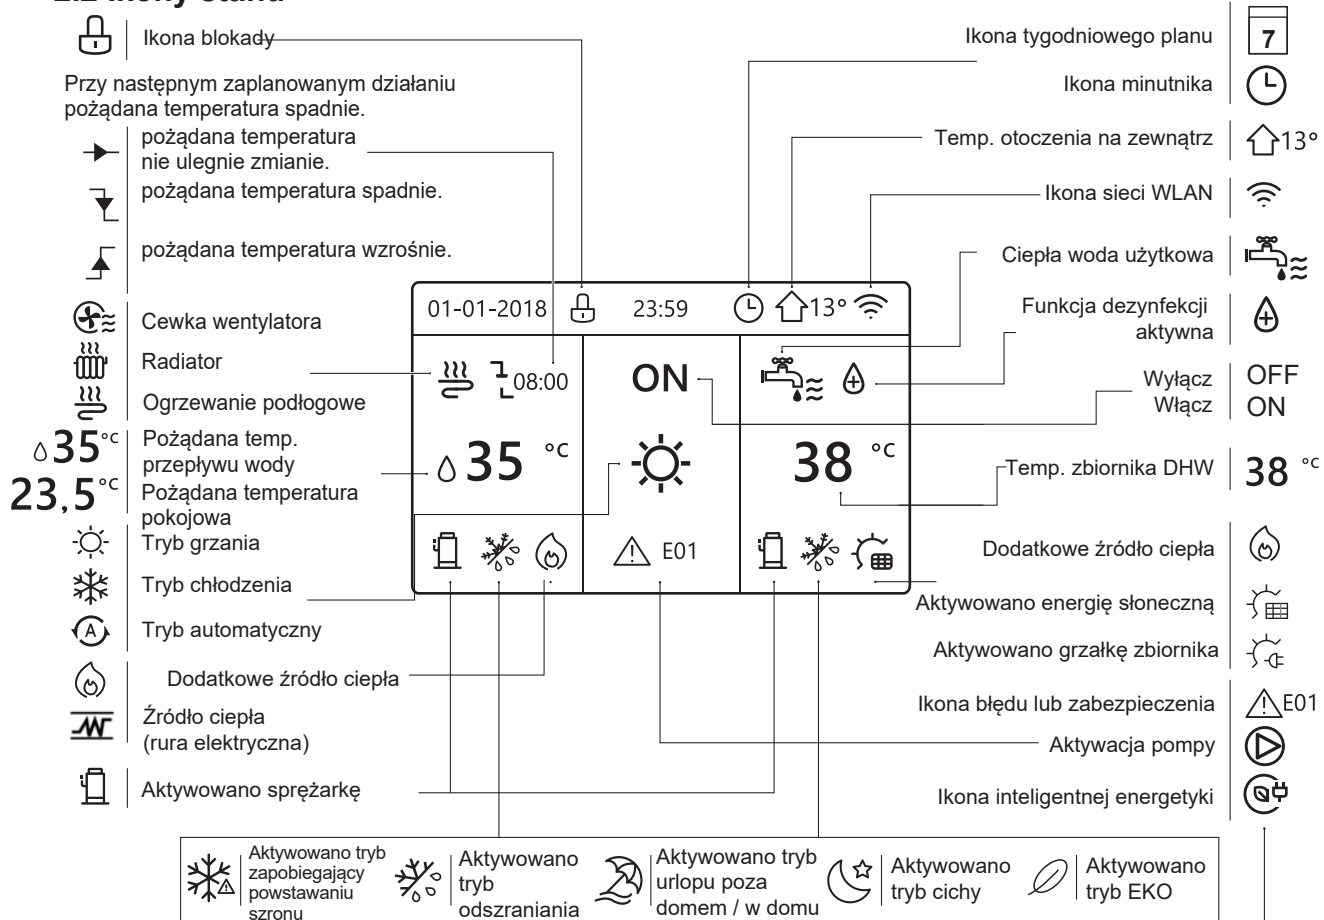 2.2 Ikony stanu
Ikona blokady
Przy następnym zaplanowanym działaniu
pożądana temperatura spadnie.
pożądana temperatura
nie ulegnie zmianie.
pożądana temperatura spadnie.
pożądana temperatura wzrośnie.
Cewka wentylatora
Radiator
Ogrzewanie podłogowe
35°C
Pożądana temp.
przepływu wody
23,5°C
Pożądana temperatura
pokojowa
Tryb grzania
Tryb chłodzenia
A
Tryb automatyczny
Dodatkowe źródło ciepła
Źródło ciepła
(rura elektryczna)
Aktywowano sprężarkę
01-01-2018 23:59 13°
08:00 ON
35 °C 38 °C
E01
Ikona tygodniowego planu
7
Ikona minutnika
Temp. otoczenia na zewnątrz
13°
Ikona sieci WLAN
Ciepła woda użytkowa
Funkcja dezynfekcji
aktywna
Wyłącz OFF
Włącz ON
Temp. zbiornika DHW
38 °C
Dodatkowe źródło ciepła
Aktywowano energię słoneczną
Aktywowano grzałkę zbiornika
Ikona błędu lub zabezpieczenia
E01
Aktywacja pompy
Ikona inteligentnej energetyki
Aktywowano tryb
zapobiegający
powstawaniu
szronu
Aktywowano
tryb
odszraniania
Aktywowano tryb
urlopu poza
domem / w domu
Aktywowano
tryb cichy
Aktywowano
tryb EKO